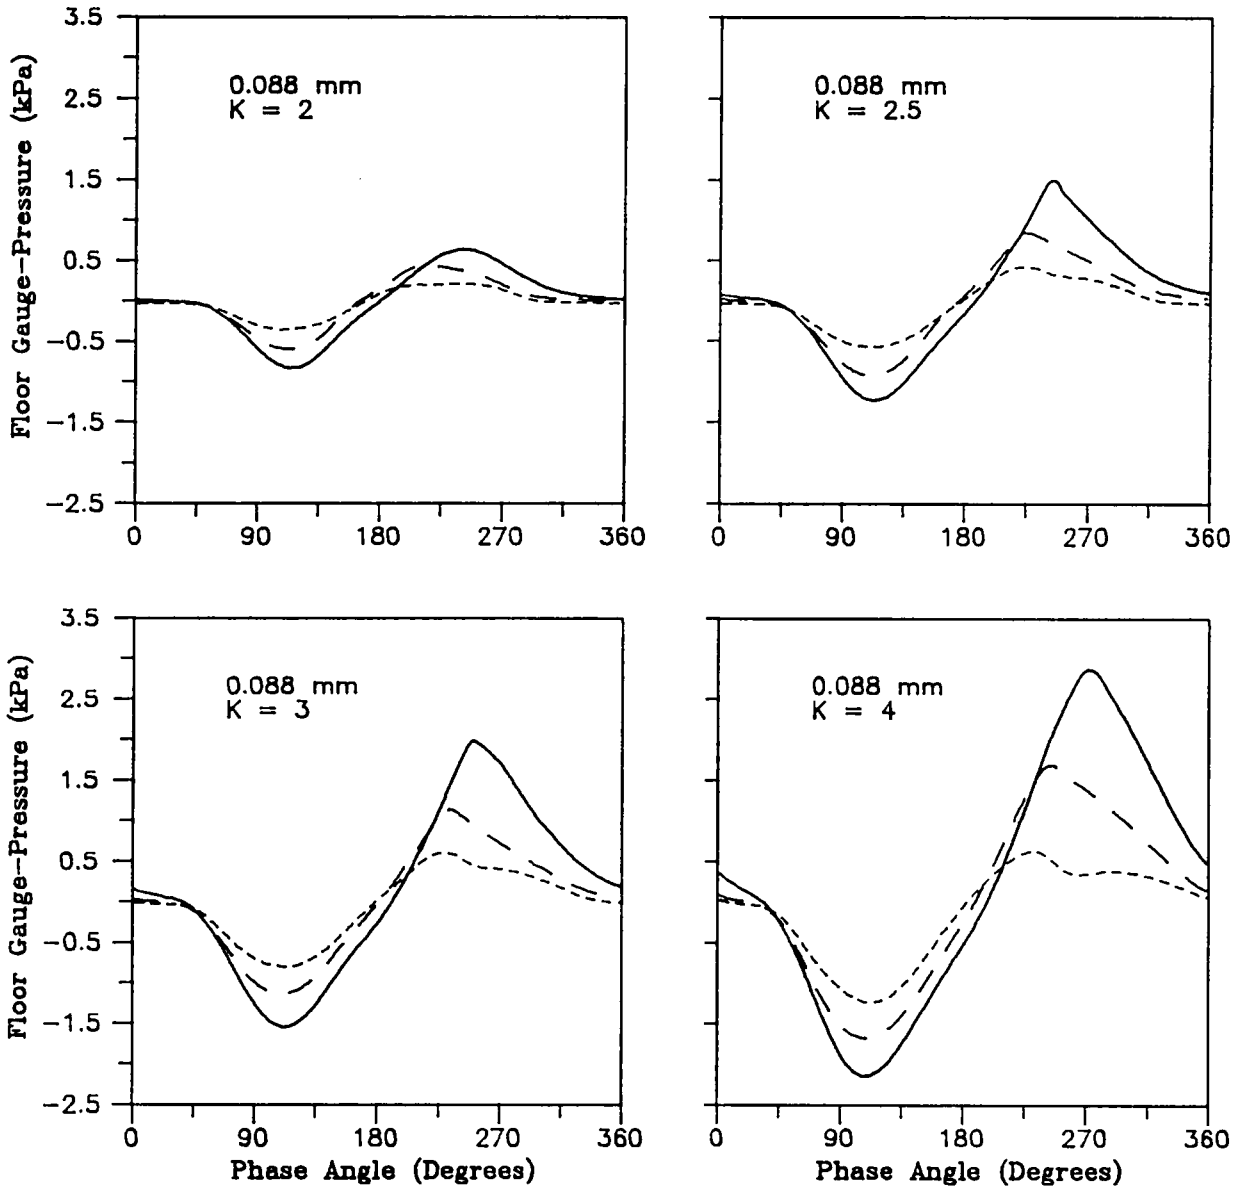 Floor Gauge-Pressure (kPa)
3.5
2.5
1.5
0.5
-0.5
-1.5
-2.5
0.088 mm
K = 2
0 90 180 270 360
0.088 mm
K = 2.5
0 90 180 270 360
Floor Gauge-Pressure (kPa)
3.5
2.5
1.5
0.5
-0.5
-1.5
-2.5
0.088 mm
K = 3
0 90 180 270 360
Phase Angle (Degrees)
0.088 mm
K = 4
0 90 180 270 360
Phase Angle (Degrees)